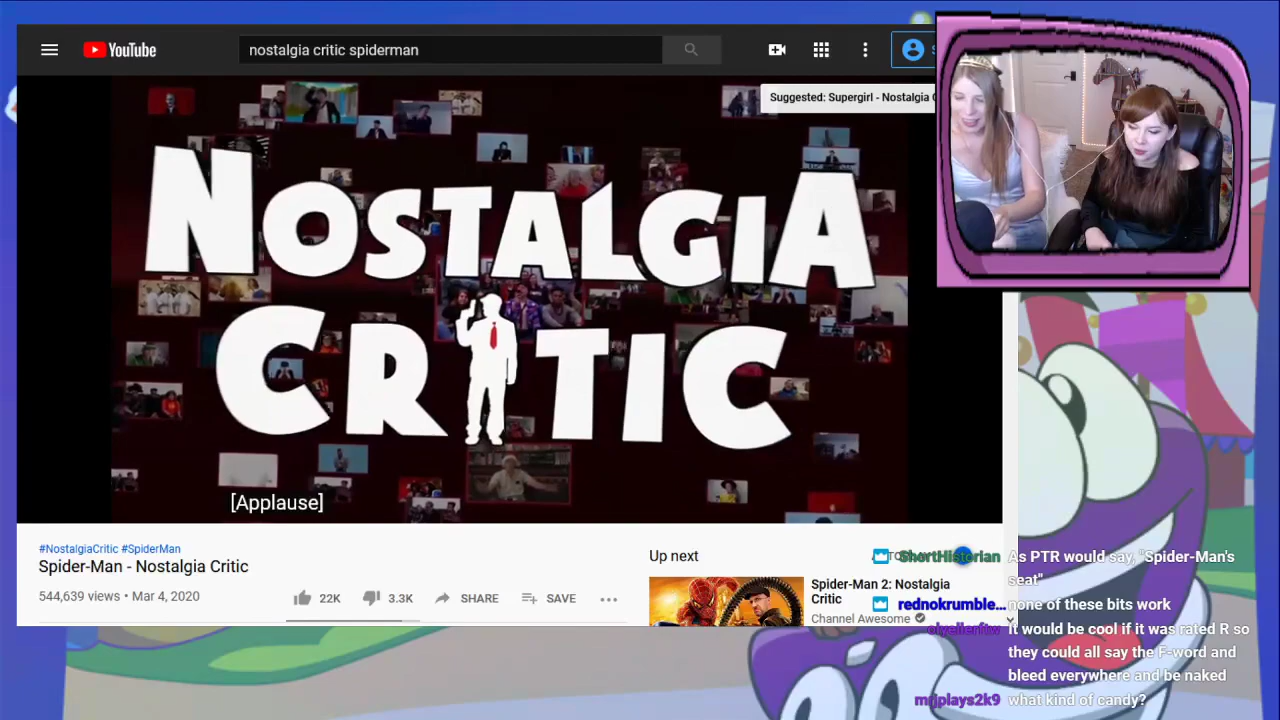 YouTube
nostalgia critic spiderman
Suggested: Supergirl - Nostalgia C
NOSTALGIA
CRITIC
[Applause]
#NostalgiaCritic #SpiderMan
Spider-Man - Nostalgia Critic
544,639 views • Mar 4, 2020
22K
3.3K
SHARE
SAVE
Up next
Spider-Man 2: Nostalgia
Critic
Channel Awesome
ShortHistorian As PTR would say, "Spider-Man's
seat"
rednokrumble... none of these bits work
olyellerftw It would be cool if it was rated R so
they could all say the F-word and
bleed everywhere and be naked
mrjplays2k9 what kind of candy?